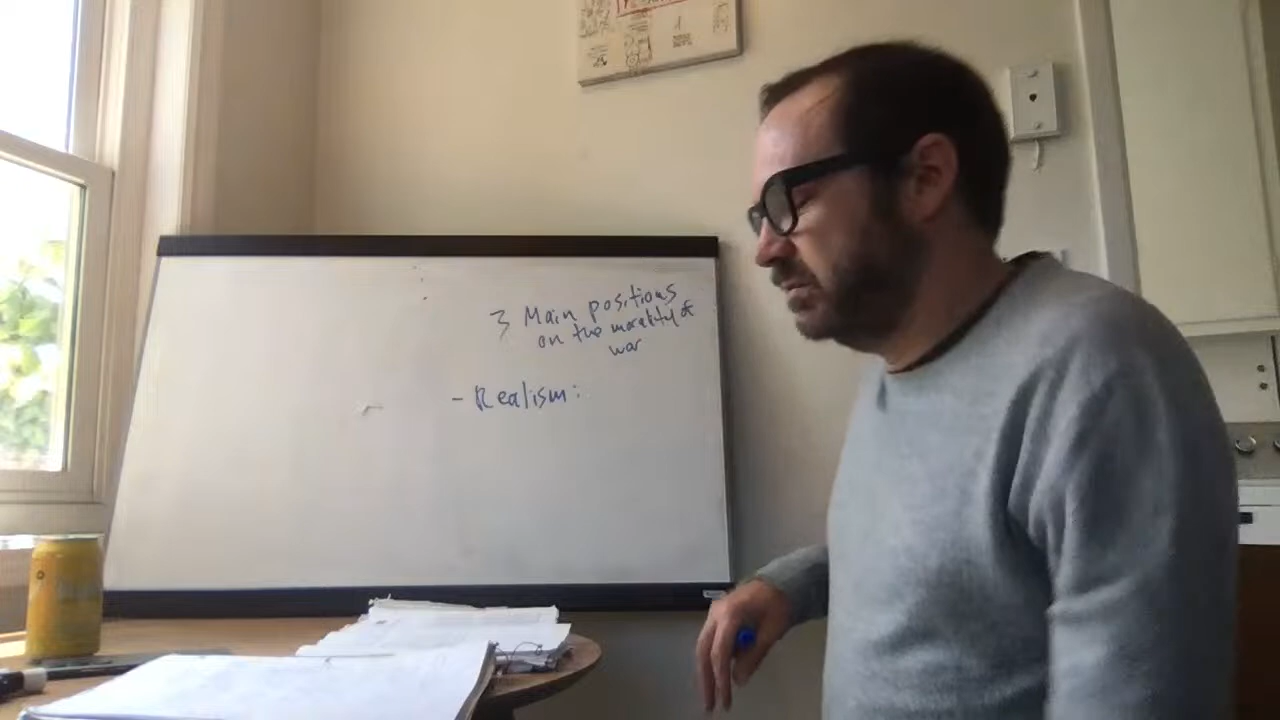 3 Main positions
on the morality of
war
- Realism: